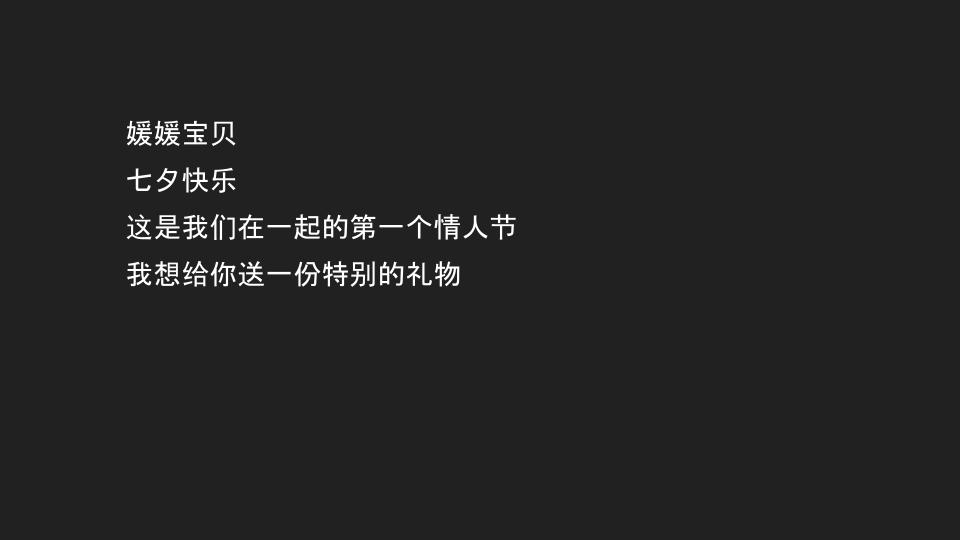 媛媛宝贝
七夕快乐
这是我们在一起的第一个情人节
我想给你送一份特别的礼物